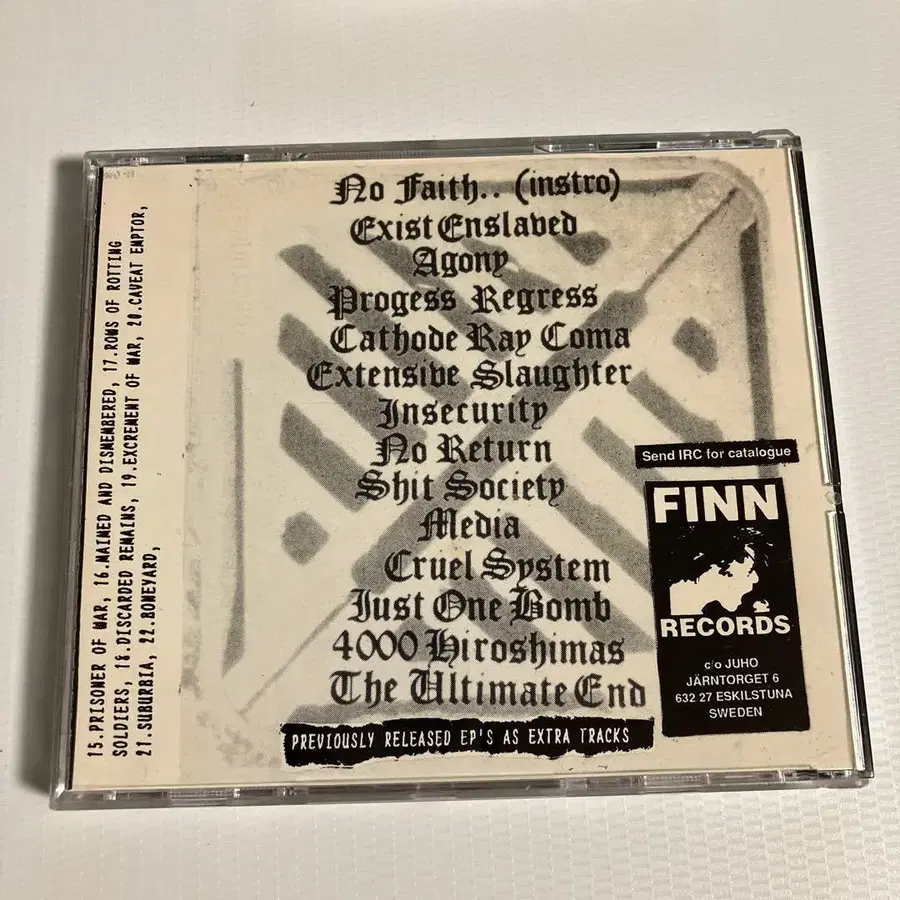 No Faith.. (instro)
Exist Enslaved
Agony
Progess Regress
Cathode Ray Coma
Extensive Slaughter
Insecurity
No Return
Shit Society
Media
Cruel System
Just One Bomb
4000 Hiroshimas
The Ultimate End
PREVIOUSLY RELEASED EP'S AS EXTRA TRACKS
15.PRISONER OF WAR, 16.MAIMED AND DISMEMBERED, 17.ROWS OF ROTTING
SOLDIERS, 18.DISCARDED REMAINS, 19.EXCREMENT OF WAR, 20.CAVEAT EMPTOR,
21.SUBURBIA, 22.BONEYARD,
Send IRC for catalogue
FINN
RECORDS
c/o JUHO
JÄRNTORGET 6
632 27 ESKILSTUNA
SWEDEN